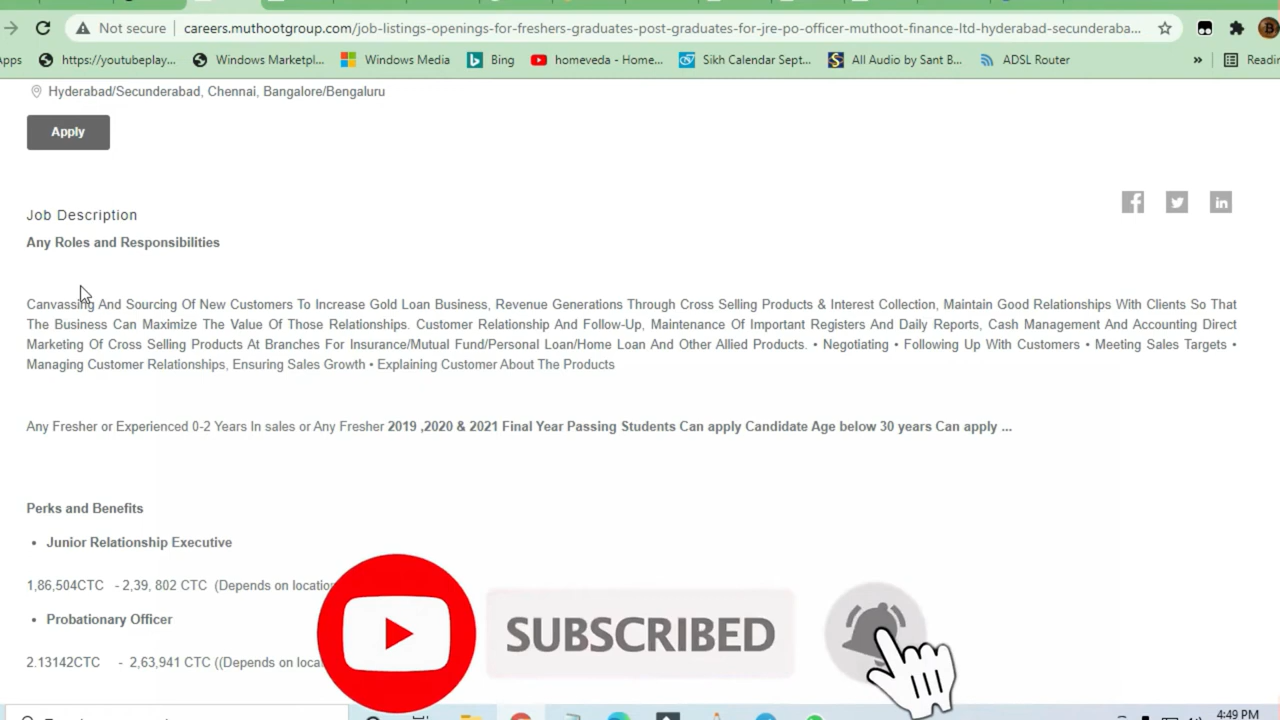 Not secure careers.muthootgroup.com/job-listings-openings-for-freshers-graduates-post-graduates-for-jre-po-officer-muthoot-finance-ltd-hyderabad-secunderaba...
https://youtubeplay... Windows Marketpl... Windows Media Bing homeveda - Home... Sikh Calendar Sept... All Audio by Sant B... ADSL Router »
Hyderabad/Secunderabad, Chennai, Bangalore/Bengaluru
Apply
Job Description
Any Roles and Responsibilities
Canvassing And Sourcing Of New Customers To Increase Gold Loan Business, Revenue Generations Through Cross Selling Products & Interest Collection, Maintain Good Relationships With Clients So That
The Business Can Maximize The Value Of Those Relationships. Customer Relationship And Follow-Up, Maintenance Of Important Registers And Daily Reports, Cash Management And Accounting Direct
Marketing Of Cross Selling Products At Branches For Insurance/Mutual Fund/Personal Loan/Home Loan And Other Allied Products. • Negotiating • Following Up With Customers • Meeting Sales Targets •
Managing Customer Relationships, Ensuring Sales Growth • Explaining Customer About The Products
Any Fresher or Experienced 0-2 Years In sales or Any Fresher 2019 ,2020 & 2021 Final Year Passing Students Can apply Candidate Age below 30 years Can apply ...
Perks and Benefits
• Junior Relationship Executive
1,86,504CTC - 2,39, 802 CTC (Depends on location
• Probationary Officer
2.13142CTC - 2,63,941 CTC ((Depends on loca
SUBSCRIBED
4:49 PM